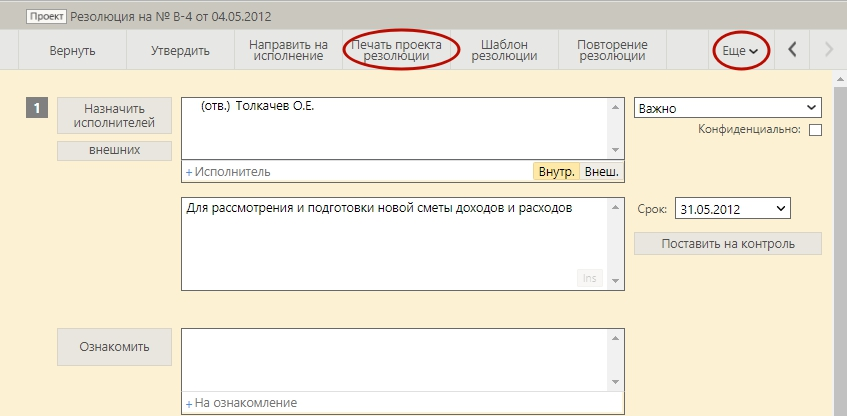 Проект Резолюция на № В-4 от 04.05.2012
Вернуть Утвердить Направить на исполнение Печать проекта резолюции Шаблон резолюции Повторение резолюции Еще
1 Назначить исполнителей
внешних
(отв.) Толкачев О.Е.
+ Исполнитель Внутр. Внеш.
Важно
Конфиденциально:
Для рассмотрения и подготовки новой сметы доходов и расходов
ins
Срок: 31.05.2012
Поставить на контроль
Ознакомить
+ На ознакомление